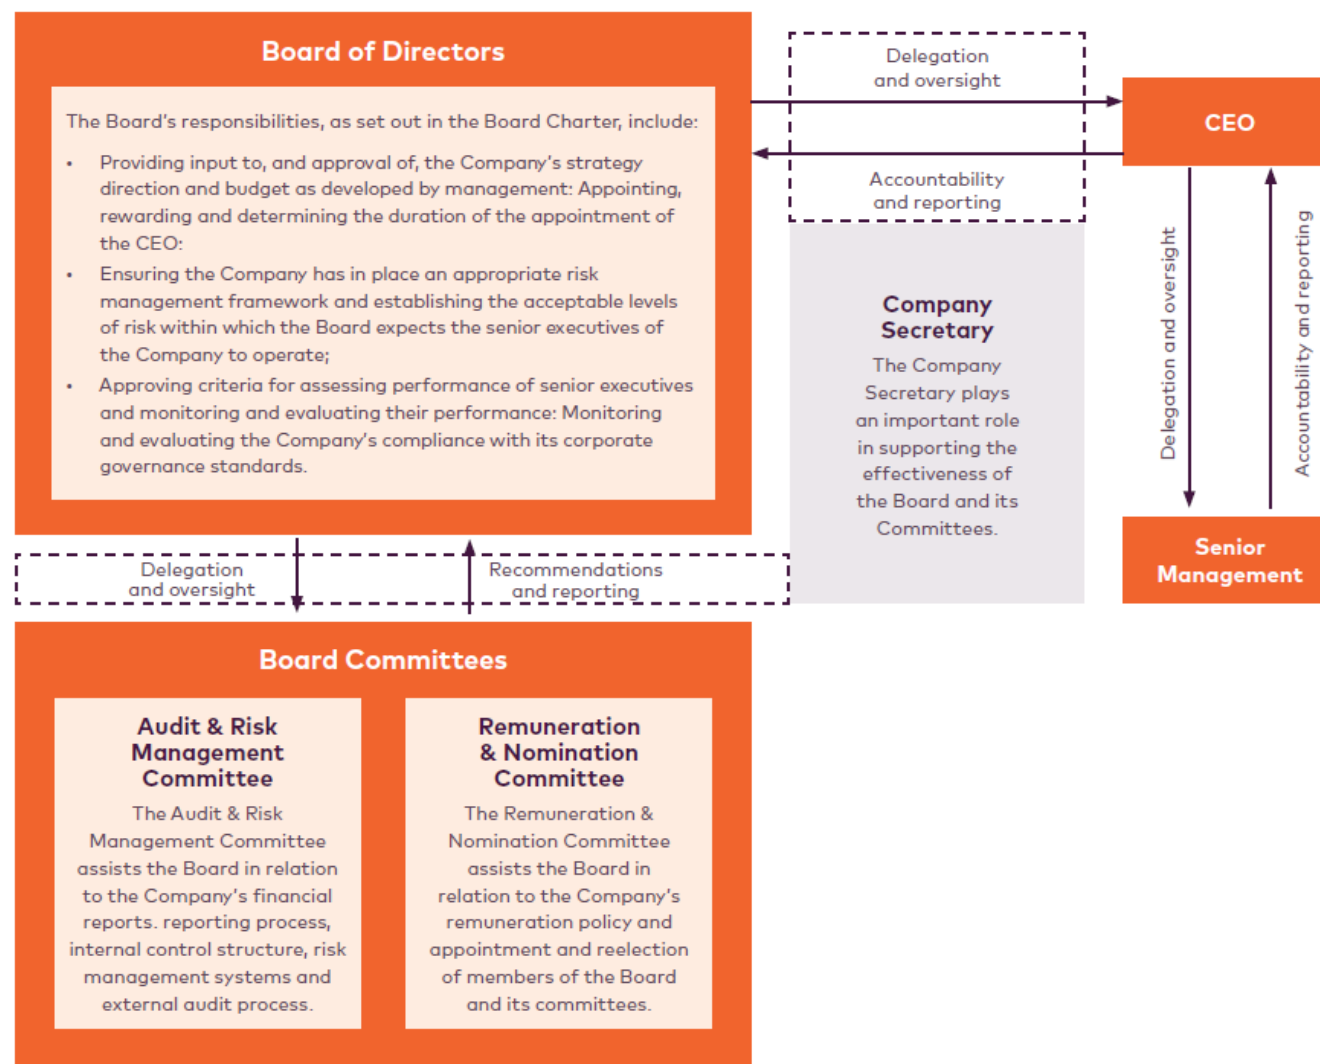 Board of Directors
The Board's responsibilities, as set out in the Board Charter, include:
• Providing input to, and approval of, the Company's strategy
direction and budget as developed by management: Appointing,
rewarding and determining the duration of the appointment of
the CEO:
• Ensuring the Company has in place an appropriate risk
management framework and establishing the acceptable levels
of risk within which the Board expects the senior executives of
the Company to operate;
• Approving criteria for assessing performance of senior executives
and monitoring and evaluating their performance: Monitoring
and evaluating the Company's compliance with its corporate
governance standards.
Delegation
and oversight
Accountability
and reporting
CEO
Delegation and oversight
Accountability and reporting
Senior
Management
Company
Secretary
The Company
Secretary plays
an important role
in supporting the
effectiveness of
the Board and its
Committees.
Delegation
and oversight
Recommendations
and reporting
Board Committees
Audit & Risk
Management
Committee
The Audit & Risk
Management Committee
assists the Board in relation
to the Company's financial
reports. reporting process,
internal control structure, risk
management systems and
external audit process.
Remuneration
& Nomination
Committee
The Remuneration &
Nomination Committee
assists the Board in
relation to the Company's
remuneration policy and
appointment and reelection
of members of the Board
and its committees.